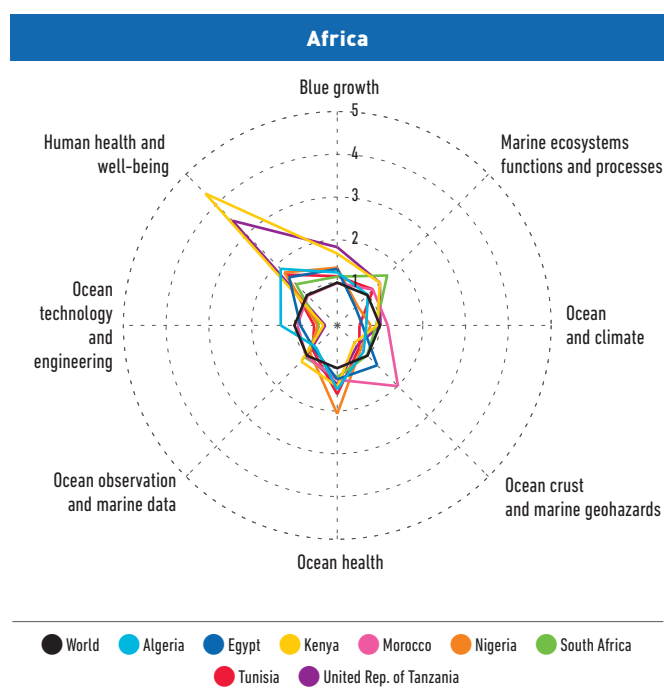 Africa
Blue growth
5
4
3
2
1
Human health and
well-being
Marine ecosystems
functions and processes
Ocean
technology
and
engineering
Ocean
and climate
Ocean observation
and marine data
Ocean crust
and marine geohazards
Ocean health
World Algeria Egypt Kenya Morocco Nigeria South Africa
Tunisia United Rep. of Tanzania